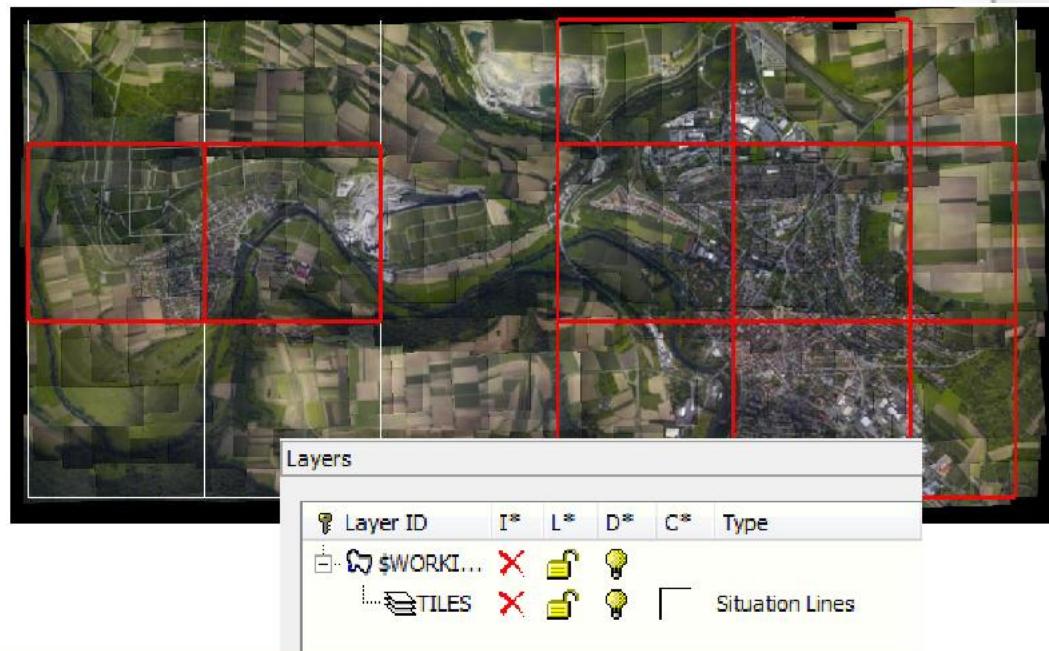 Layers
Layer ID I* L* D* C* Type
$WORKI...
TILES Situation Lines